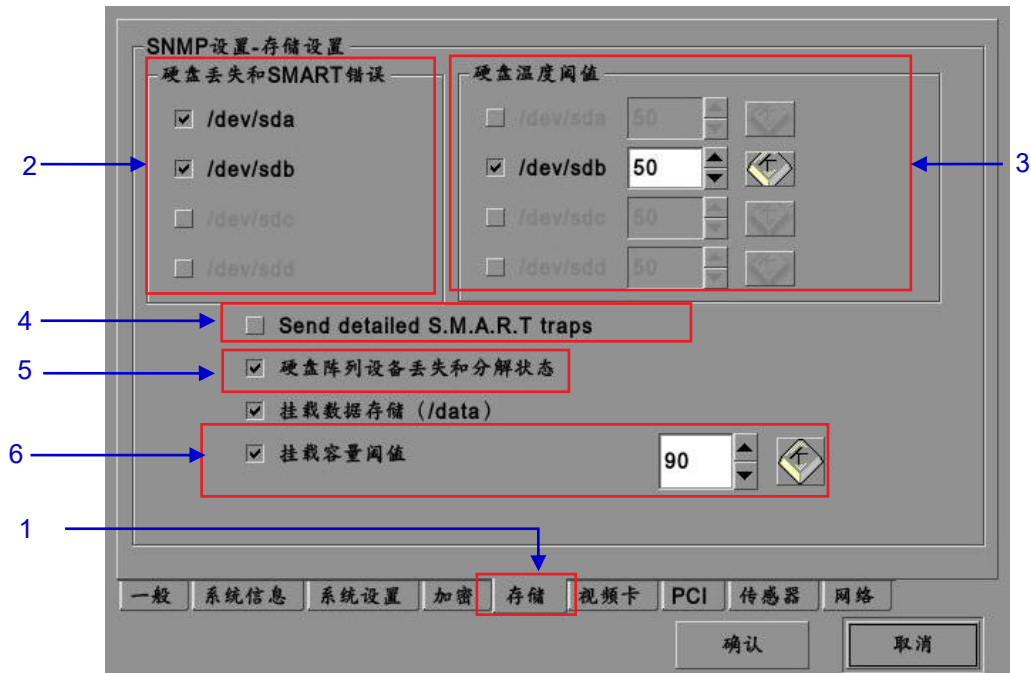 SNMP设置-存储设置
硬盘丢失和SMART错误
硬盘温度阈值
/dev/sda
/dev/sda 50
/dev/sdb
/dev/sdb 50
/dev/sdc
/dev/sdc 50
/dev/sdd
/dev/sdd 50
2
3
4
Send detailed S.M.A.R.T traps
5
硬盘阵列设备丢失和分解状态
挂载数据存储（/data）
6
挂载容量阈值 90
1
一般 系统信息 系统设置 加密 存储 视频卡 PCI 传感器 网络
确认 取消